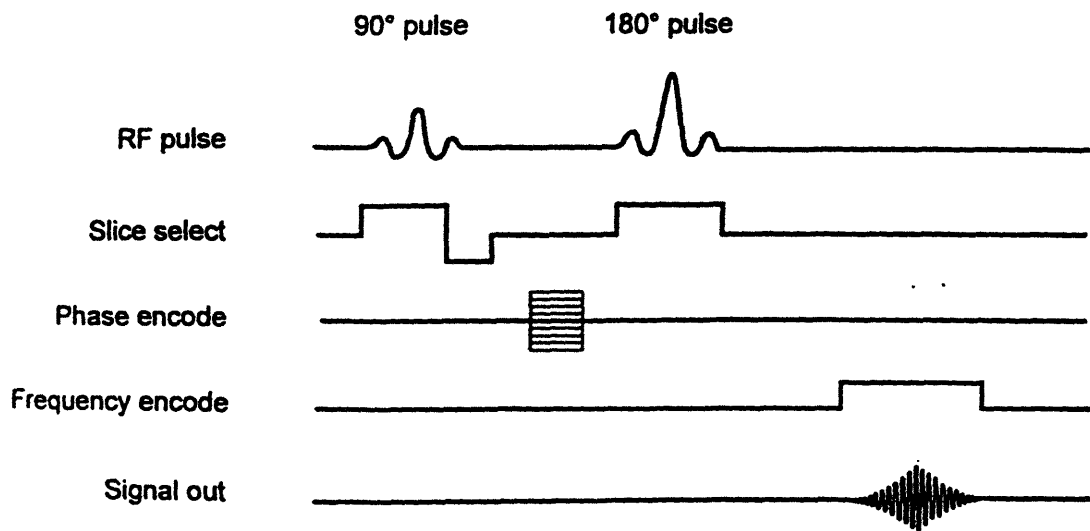 90° pulse 180° pulse
RF pulse
Slice select
Phase encode
Frequency encode
Signal out